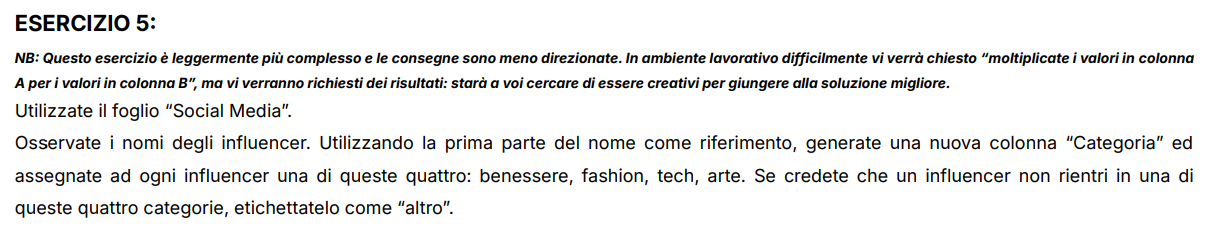 ESERCIZIO 5:
NB: Questo esercizio è leggermente più complesso e le consegne sono meno direzionate. In ambiente lavorativo difficilmente vi verrà chiesto “moltiplicate i valori in colonna
A per i valori in colonna B”, ma vi verranno richiesti dei risultati: starà a voi cercare di essere creativi per giungere alla soluzione migliore.
Utilizzate il foglio “Social Media”.
Osservate i nomi degli influencer. Utilizzando la prima parte del nome come riferimento, generate una nuova colonna “Categoria” ed
assegnate ad ogni influencer una di queste quattro: benessere, fashion, tech, arte. Se credete che un influencer non rientri in una di
queste quattro categorie, etichettatelo come “altro”.